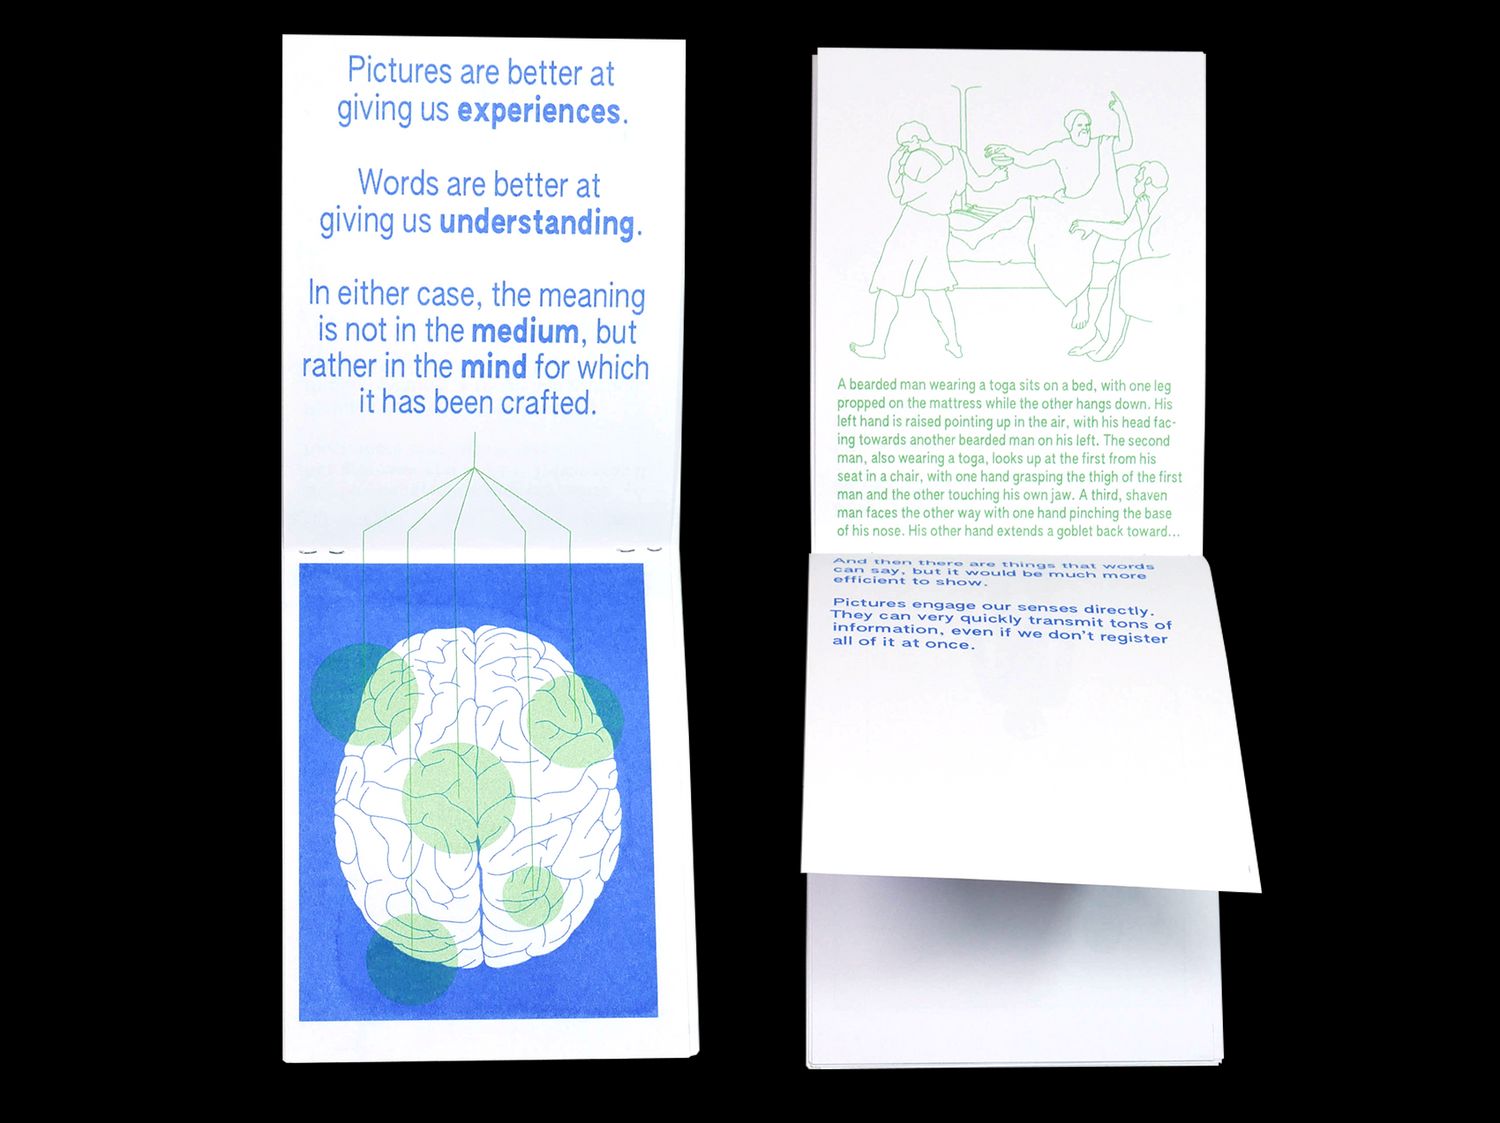 Pictures are better at
giving us experiences.
Words are better at
giving us understanding.
In either case, the meaning
is not in the medium, but
rather in the mind for which
it has been crafted.
A bearded man wearing a toga sits on a bed, with one leg
propped on the mattress while the other hangs down. His
left hand is raised pointing up in the air, with his head fac-
ing towards another bearded man on his left. The second
man, also wearing a toga, looks up at the first from his
seat in a chair, with one hand grasping the thigh of the first
man and the other touching his own jaw. A third, shaven
man faces the other way with one hand pinching the base
of his nose. His other hand extends a goblet back toward...
And then there are things that words
can say, but it would be much more
efficient to show.
Pictures engage our senses directly.
They can very quickly transmit tons of
information, even if we don't register
all of it at once.